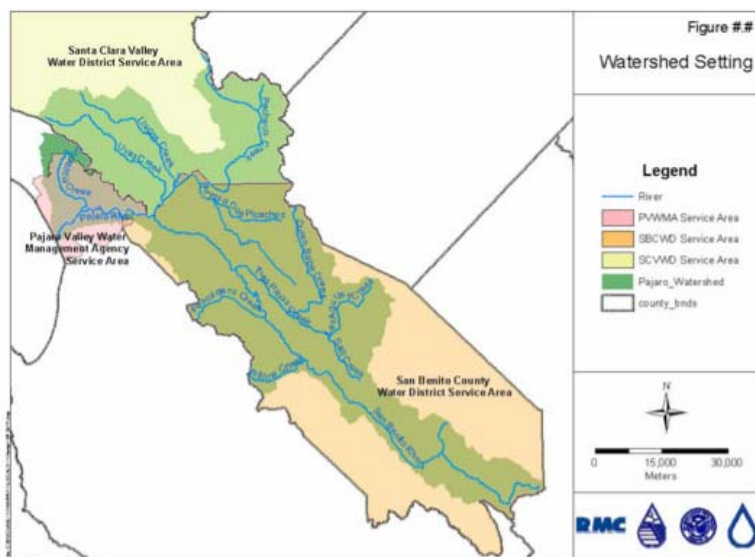 Figure #.#
Watershed Setting
Santa Clara Valley
Water District Service Area
Pacheco
Llagas Creek
Uvas Creek
Creek
Pajaro River
Pajara Valley Water
Management Agency
Service Area
Tres Pinos Creek
San Benito County
Water District Service Area
San Benito River
Legend
River
PVWMA Service Area
SBCWD Service Area
SCVWD Service Area
Pajaro_Watershed
county_bnds
N
0 15,000 30,000
Meters
RMC